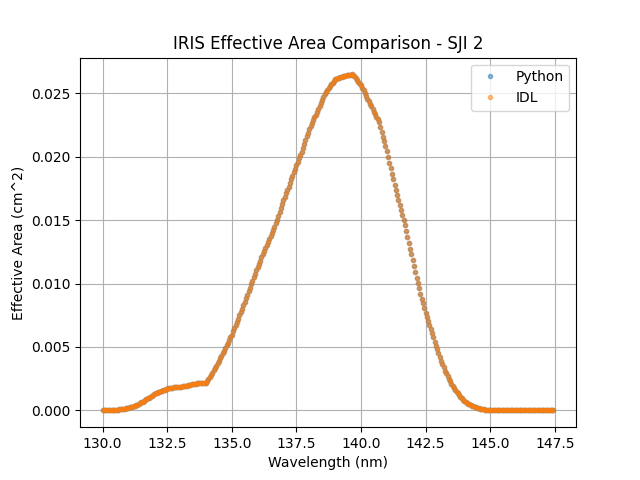 IRIS Effective Area Comparison - SJI 2
Python
IDL
Effective Area (cm^2)
0.025
0.020
0.015
0.010
0.005
0.000
130.0 132.5 135.0 137.5 140.0 142.5 145.0 147.5
Wavelength (nm)